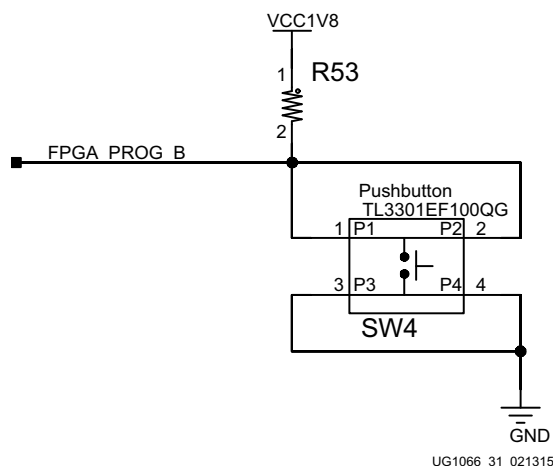 VCC1V8
1
R53
2
FPGA_PROG_B
Pushbutton
TL3301EF100QG
1 P1 P2 2
3 P3 P4 4
SW4
GND
UG1066_31_021315